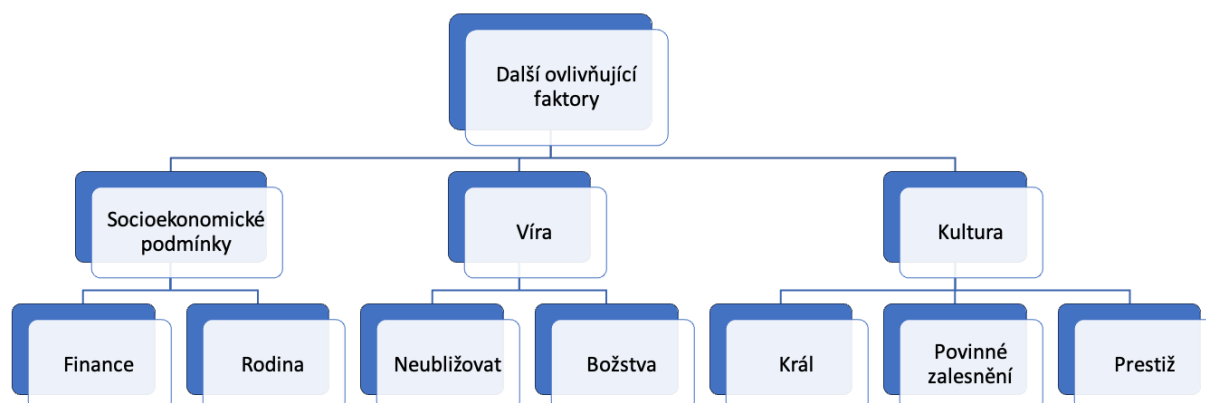 Další ovlivňující
faktory
Socioekonomické
podmínky
Víra
Kultura
Finance
Rodina
Neubližovat
Božstva
Král
Povinné
zalesnění
Prestiž